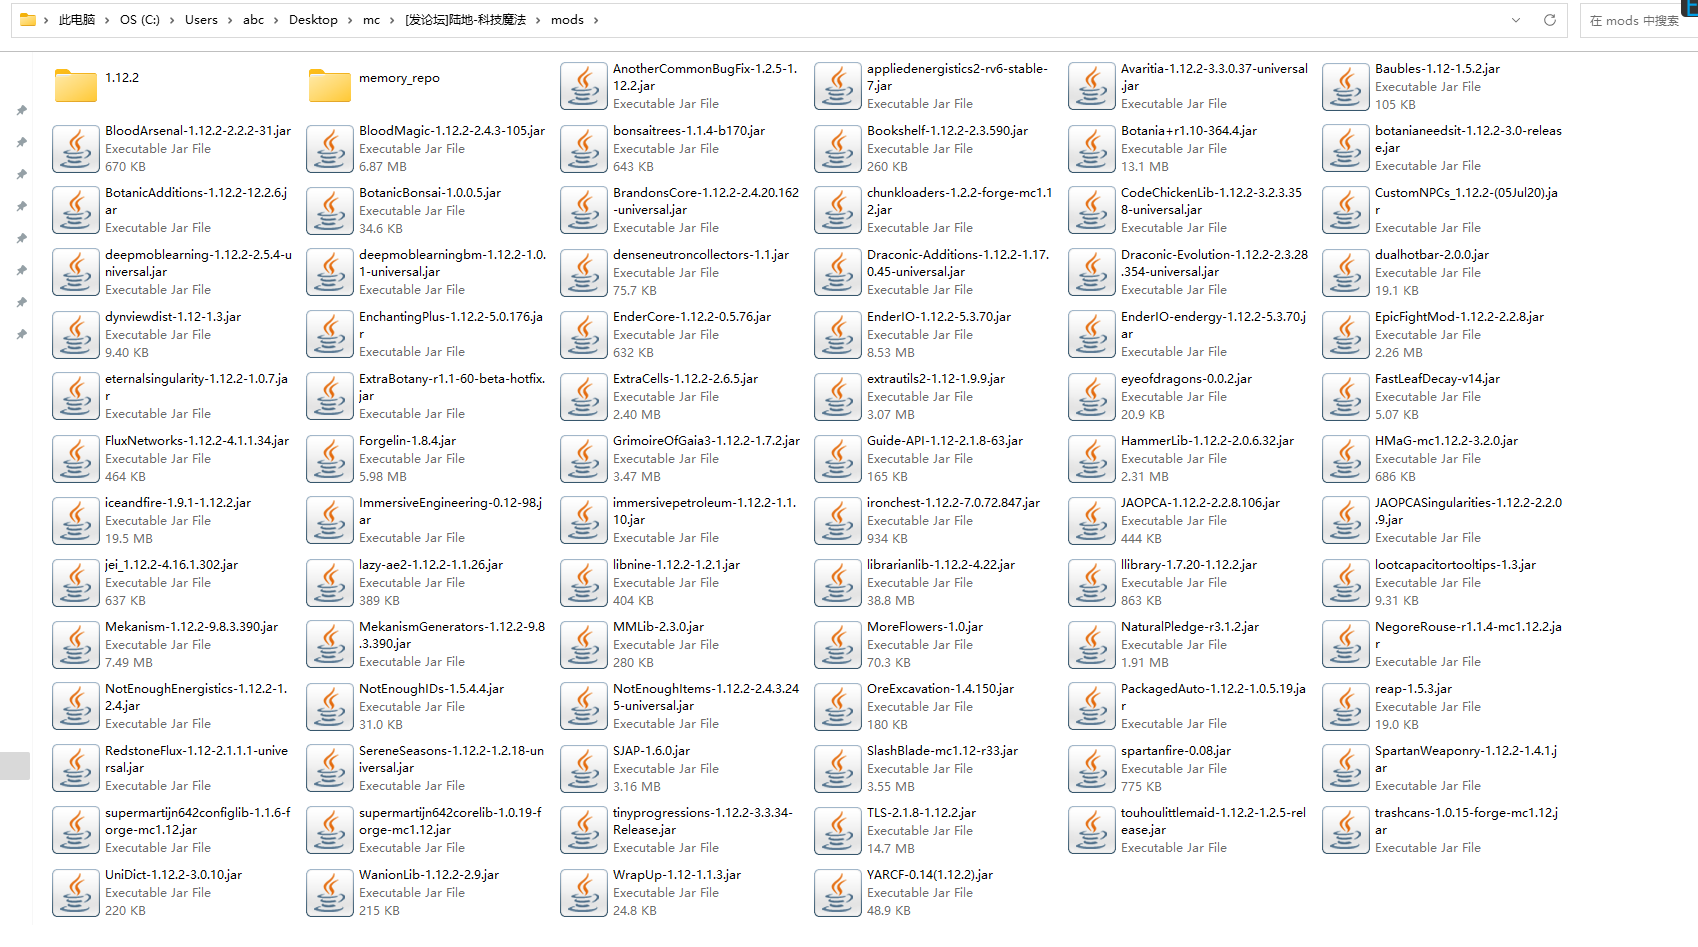 此电脑 OS (C:) Users abc Desktop mc [发论坛]陆地-科技魔法 mods
在 mods 中搜索
1.12.2
memory_repo
AnotherCommonBugFix-1.2.5-1.
12.2.jar
Executable Jar File
appliedenergistics2-rv6-stable-
7.jar
Executable Jar File
Avaritia-1.12.2-3.3.0.37-universal
.jar
Executable Jar File
Baubles-1.12-1.5.2.jar
Executable Jar File
105 KB
BloodArsenal-1.12.2-2.2.2-31.jar
Executable Jar File
670 KB
BloodMagic-1.12.2-2.4.3-105.jar
Executable Jar File
6.87 MB
bonsaitrees-1.1.4-b170.jar
Executable Jar File
643 KB
Bookshelf-1.12.2-2.3.590.jar
Executable Jar File
260 KB
Botania+r1.10-364.4.jar
Executable Jar File
13.1 MB
botanianeedsit-1.12.2-3.0-releas
e.jar
Executable Jar File
BotanicAdditions-1.12.2-12.2.6.j
ar
Executable Jar File
BotanicBonsai-1.0.0.5.jar
Executable Jar File
34.6 KB
BrandonsCore-1.12.2-2.4.20.162
-universal.jar
Executable Jar File
chunkloaders-1.2.2-forge-mc1.1
2.jar
Executable Jar File
CodeChickenLib-1.12.2-3.2.3.35
8-universal.jar
Executable Jar File
CustomNPCs_1.12.2-(05Jul20).ja
r
Executable Jar File
deepmoblearning-1.12.2-2.5.4-u
niversal.jar
Executable Jar File
deepmoblearningbm-1.12.2-1.0.
1-universal.jar
Executable Jar File
denseneutroncollectors-1.1.jar
Executable Jar File
75.7 KB
Draconic-Additions-1.12.2-1.17.
0.45-universal.jar
Executable Jar File
Draconic-Evolution-1.12.2-2.3.28
.354-universal.jar
Executable Jar File
dualhotbar-2.0.0.jar
Executable Jar File
19.1 KB
dynviewdist-1.12-1.3.jar
Executable Jar File
9.40 KB
EnchantingPlus-1.12.2-5.0.176.ja
r
Executable Jar File
EnderCore-1.12.2-0.5.76.jar
Executable Jar File
632 KB
EnderIO-1.12.2-5.3.70.jar
Executable Jar File
8.53 MB
EnderIO-endergy-1.12.2-5.3.70.j
ar
Executable Jar File
EpicFightMod-1.12.2-2.2.8.jar
Executable Jar File
2.26 MB
eternalsingularity-1.12.2-1.0.7.ja
r
Executable Jar File
ExtraBotany-r1.1-60-beta-hotfix.
jar
Executable Jar File
ExtraCells-1.12.2-2.6.5.jar
Executable Jar File
2.40 MB
extrautils2-1.12-1.9.9.jar
Executable Jar File
3.07 MB
eyeofdragons-0.0.2.jar
Executable Jar File
20.9 KB
FastLeafDecay-v14.jar
Executable Jar File
5.07 KB
FluxNetworks-1.12.2-4.1.1.34.jar
Executable Jar File
464 KB
Forgelin-1.8.4.jar
Executable Jar File
5.98 MB
GrimoireOfGaia3-1.12.2-1.7.2.jar
Executable Jar File
3.47 MB
Guide-API-1.12-2.1.8-63.jar
Executable Jar File
165 KB
HammerLib-1.12.2-2.0.6.32.jar
Executable Jar File
2.31 MB
HMaG-mc1.12.2-3.2.0.jar
Executable Jar File
686 KB
iceandfire-1.9.1-1.12.2.jar
Executable Jar File
19.5 MB
ImmersiveEngineering-0.12-98.j
ar
Executable Jar File
immersivepetroleum-1.12.2-1.1.
10.jar
Executable Jar File
ironchest-1.12.2-7.0.72.847.jar
Executable Jar File
934 KB
JAOPCA-1.12.2-2.2.8.106.jar
Executable Jar File
444 KB
JAOPCASingularities-1.12.2-2.2.0
.9.jar
Executable Jar File
jei_1.12.2-4.16.1.302.jar
Executable Jar File
637 KB
lazy-ae2-1.12.2-1.1.26.jar
Executable Jar File
389 KB
libnine-1.12.2-1.2.1.jar
Executable Jar File
404 KB
librarianlib-1.12.2-4.22.jar
Executable Jar File
38.8 MB
llibrary-1.7.20-1.12.2.jar
Executable Jar File
863 KB
lootcapacitortooltips-1.3.jar
Executable Jar File
9.31 KB
Mekanism-1.12.2-9.8.3.390.jar
Executable Jar File
7.49 MB
MekanismGenerators-1.12.2-9.8
.3.390.jar
Executable Jar File
MMLib-2.3.0.jar
Executable Jar File
280 KB
MoreFlowers-1.0.jar
Executable Jar File
70.3 KB
NaturalPledge-r3.1.2.jar
Executable Jar File
1.91 MB
NegoreRouse-r1.1.4-mc1.12.2.ja
r
Executable Jar File
NotEnoughEnergistics-1.12.2-1.
2.4.jar
Executable Jar File
NotEnoughIDs-1.5.4.4.jar
Executable Jar File
31.0 KB
NotEnoughItems-1.12.2-2.4.3.24
5-universal.jar
Executable Jar File
OreExcavation-1.4.150.jar
Executable Jar File
180 KB
PackagedAuto-1.12.2-1.0.5.19.ja
r
Executable Jar File
reap-1.5.3.jar
Executable Jar File
19.0 KB
RedstoneFlux-1.12-2.1.1.1-unive
rsal.jar
Executable Jar File
SereneSeasons-1.12.2-1.2.18-un
iversal.jar
Executable Jar File
SJAP-1.6.0.jar
Executable Jar File
3.16 MB
SlashBlade-mc1.12-r33.jar
Executable Jar File
3.55 MB
spartanfire-0.08.jar
Executable Jar File
775 KB
SpartanWeaponry-1.12.2-1.4.1.j
ar
Executable Jar File
supermartijn642configlib-1.1.6-f
orge-mc1.12.jar
Executable Jar File
supermartijn642corelib-1.0.19-f
orge-mc1.12.jar
Executable Jar File
tinyprogressions-1.12.2-3.3.34-
Release.jar
Executable Jar File
TLS-2.1.8-1.12.2.jar
Executable Jar File
14.7 MB
touhoulittlemaid-1.12.2-1.2.5-rel
ease.jar
Executable Jar File
trashcans-1.0.15-forge-mc1.12.j
ar
Executable Jar File
UniDict-1.12.2-3.0.10.jar
Executable Jar File
220 KB
WanionLib-1.12.2-2.9.jar
Executable Jar File
215 KB
WrapUp-1.12-1.1.3.jar
Executable Jar File
24.8 KB
YARCF-0.14(1.12.2).jar
Executable Jar File
48.9 KB